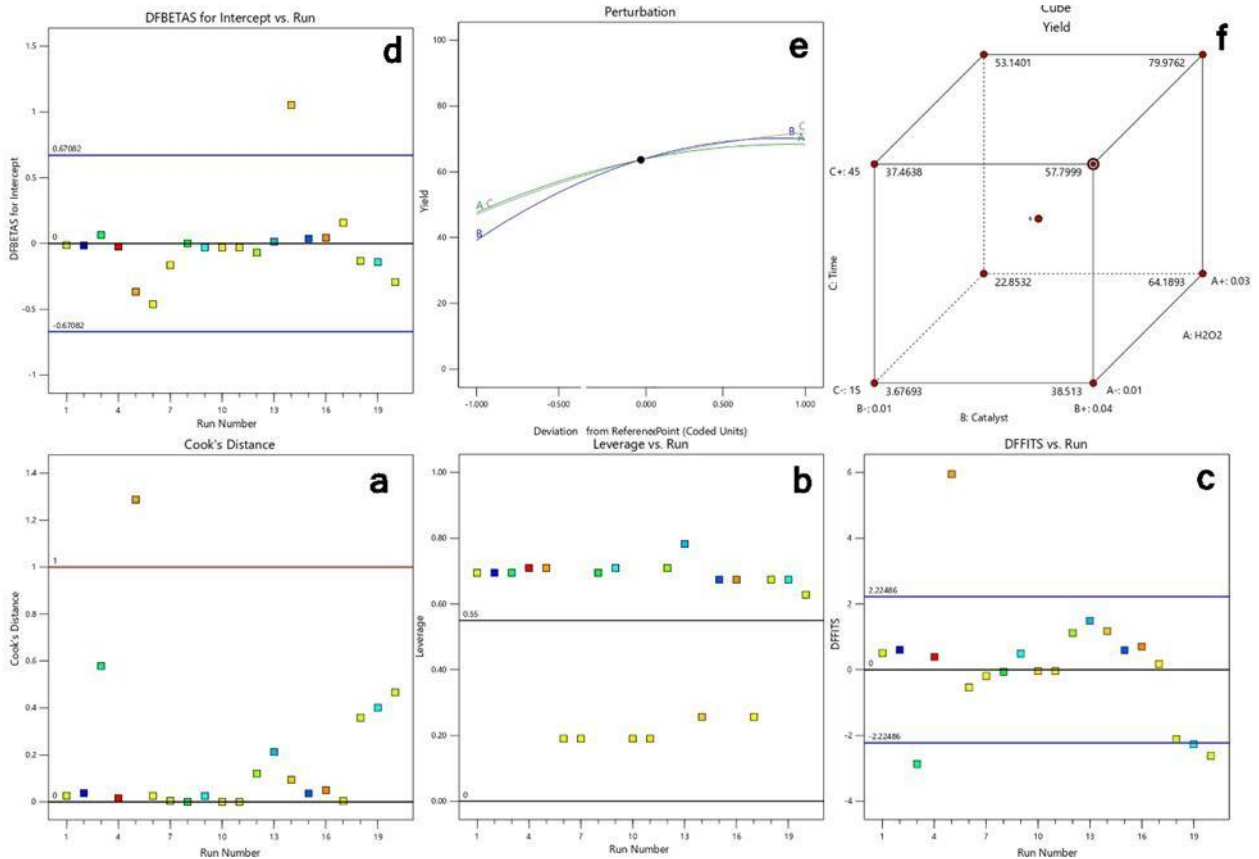 DFBETAS for Intercept vs. Run
d
DFBETAS for Intercept
1.5
1
0.67082
0.5
0
0
-0.5
-0.67082
-1
1
4
7
10
13
16
19
Run Number
Perturbation
e
Yield
100
80
60
40
20
0
A
C
B
C
B
A
-1.000
-0.500
0.000
0.500
1.000
Deviation from ReferencePoint (Coded Units)
Cube
Yield
f
53.1401
79.9762
C+: 45
37.4638
57.7999
C: Time
22.8532
64.1893
A+: 0.03
A: H2O2
C-: 15
3.67693
38.513
A-: 0.01
B-: 0.01
B: Catalyst
B+: 0.04
Cook's Distance
a
Cook's Distance
1.4
1.2
1
1
0.8
0.6
0.4
0.2
0
0
1
4
7
10
13
16
19
Run Number
Leverage vs. Run
b
Leverage
1.00
0.80
0.60
0.55
0.40
0.20
0.00
0
1
4
7
10
13
16
19
Run Number
DFFITS vs. Run
c
DFFITS
6
4
2.22486
2
0
0
-2
-2.22486
-4
1
4
7
10
13
16
19
Run Number